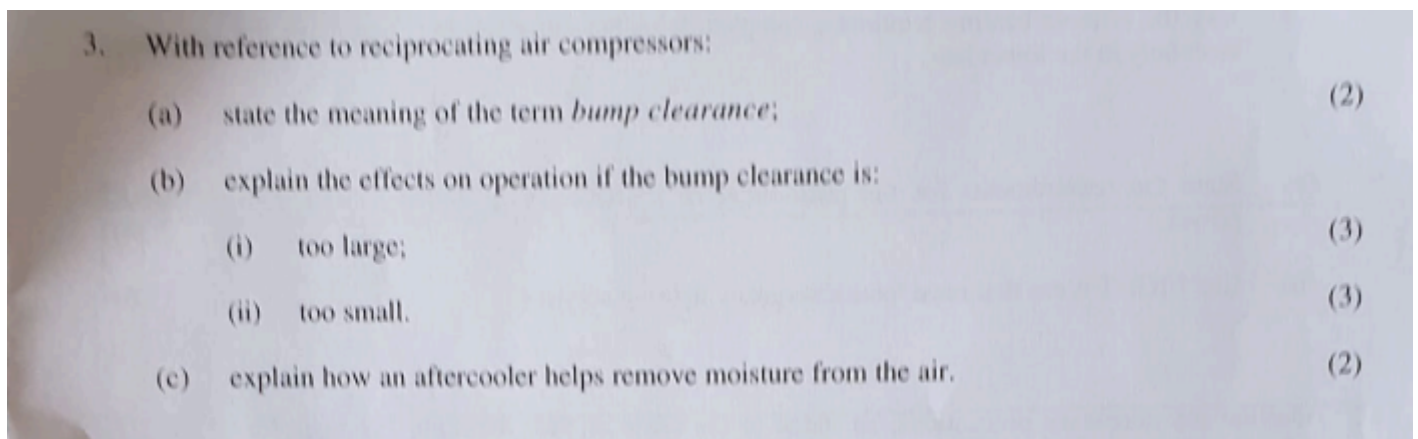 3. With reference to reciprocating air compressors:
(a) state the meaning of the term bump clearance; (2)
(b) explain the effects on operation if the bump clearance is:
(i) too large; (3)
(ii) too small. (3)
(c) explain how an aftercooler helps remove moisture from the air. (2)